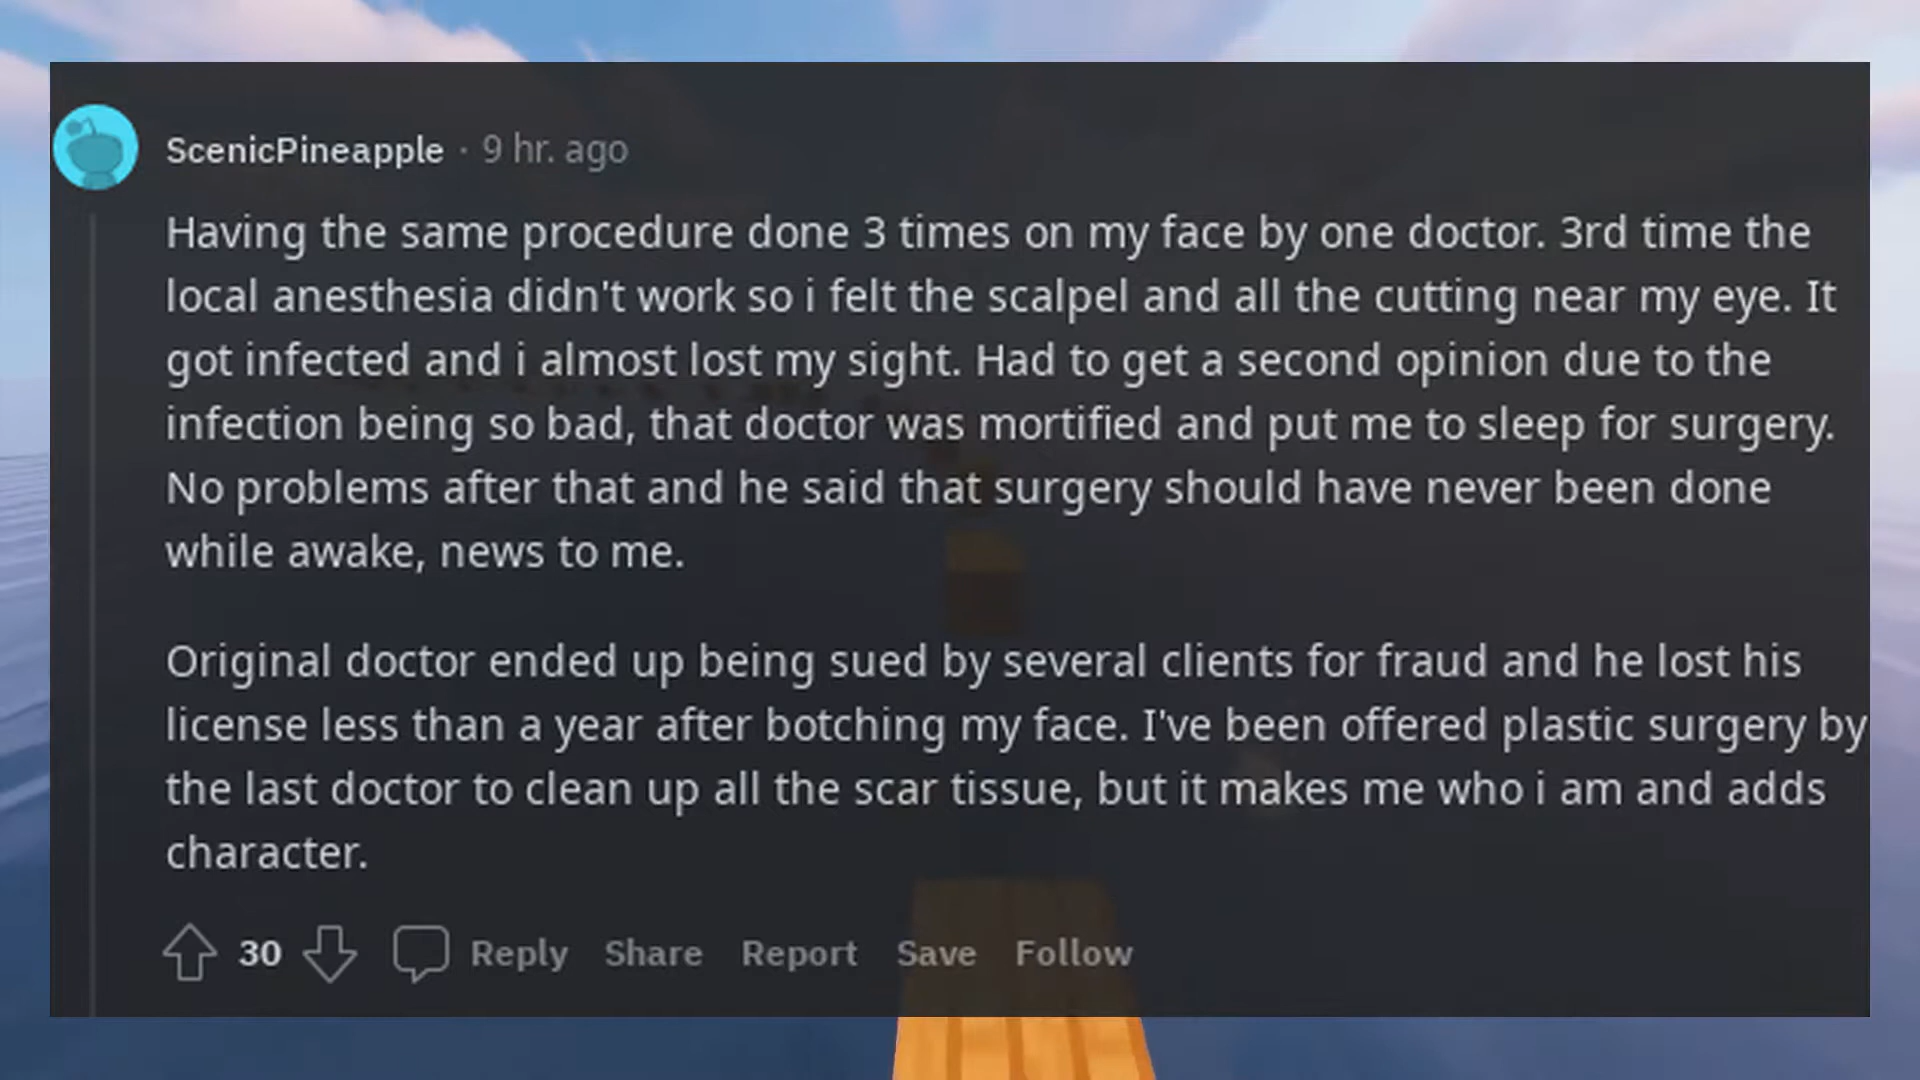 ScenicPineapple · 9 hr. ago
Having the same procedure done 3 times on my face by one doctor. 3rd time the
local anesthesia didn't work so i felt the scalpel and all the cutting near my eye. It
got infected and i almost lost my sight. Had to get a second opinion due to the
infection being so bad, that doctor was mortified and put me to sleep for surgery.
No problems after that and he said that surgery should have never been done
while awake, news to me.
Original doctor ended up being sued by several clients for fraud and he lost his
license less than a year after botching my face. I've been offered plastic surgery by
the last doctor to clean up all the scar tissue, but it makes me who i am and adds
character.
30 Reply Share Report Save Follow